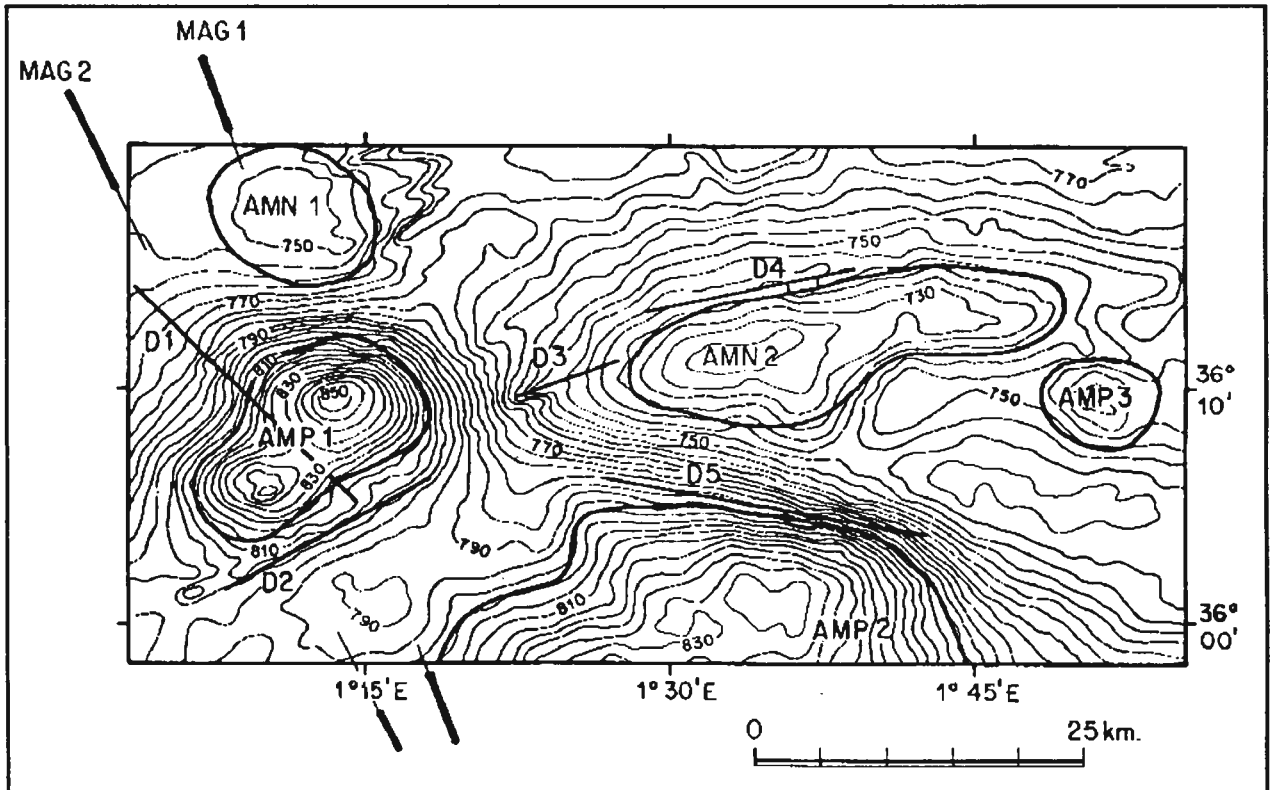 MAG 1
MAG 2
AMN 1
750
770
770
750
D4
790
730
D1
810
D3
AMN 2
830
850
36°
10'
750
AMP 3
AMP 1
770
750
830
D5
790
810
D2
810
36°
00'
790
AMP 2
830
1° 15' E
1° 30' E
1° 45' E
0
25 km.